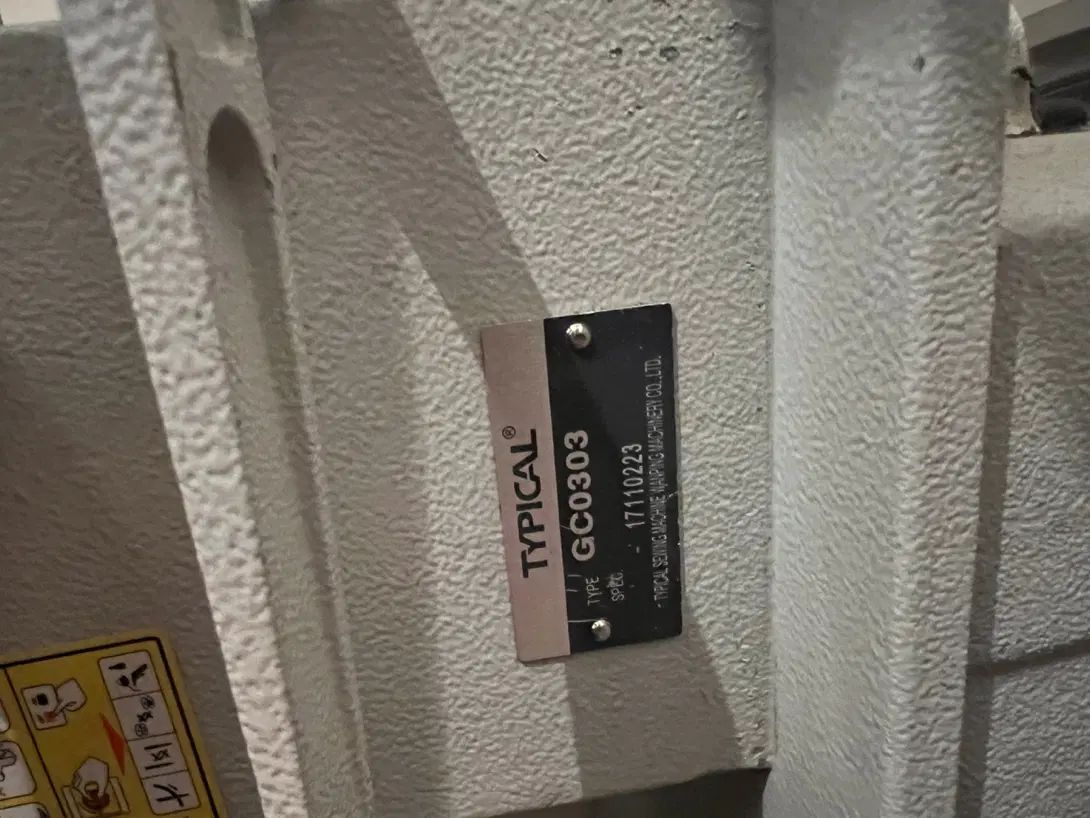 TYPICAL®
TYPE GC0303
SPEC.
- 17110223
TYPICAL SEWING MACHINE WANPING MACHINERY CO.,LTD.